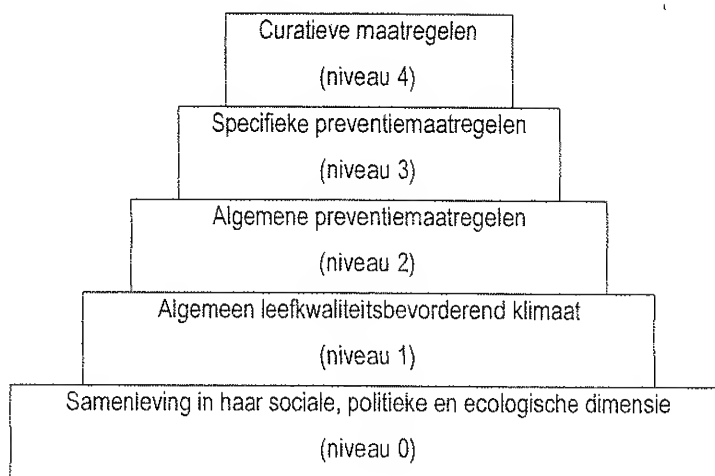 Curatieve maatregelen
(niveau 4)
Specifieke preventiemaatregelen
(niveau 3)
Algemene preventiemaatregelen
(niveau 2)
Algemeen leefkwaliteitsbevorderend klimaat
(niveau 1)
Samenleving in haar sociale, politieke en ecologische dimensie
(niveau 0)